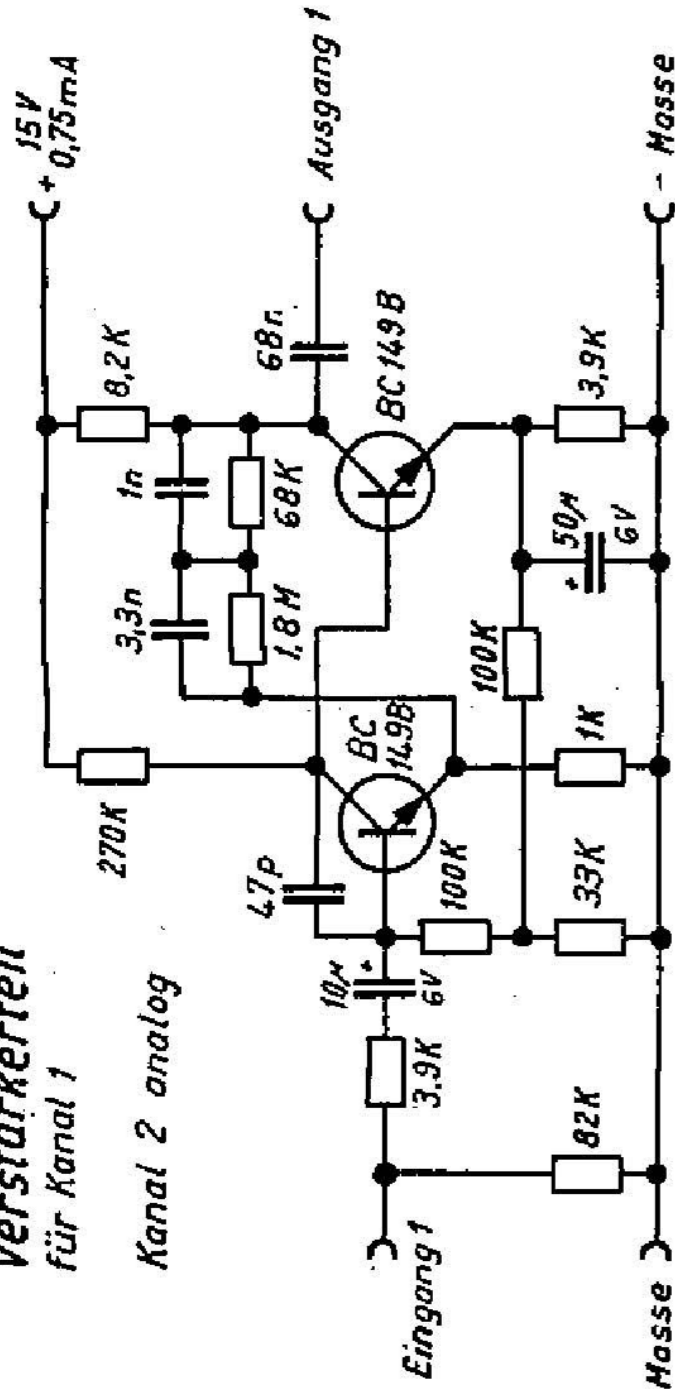 Verstärkerteil
für Kanal 1
Kanal 2 analog
+ 15V
0,75mA
270K
8,2K
1n
3,3n
68K
1,8M
68n
Ausgang 1
47p
BC
149B
BC 149B
10µ
+
6V
3,9K
Eingang 1
100K
100K
50µ
+
6V
3,9K
82K
33K
1K
Masse
- Masse